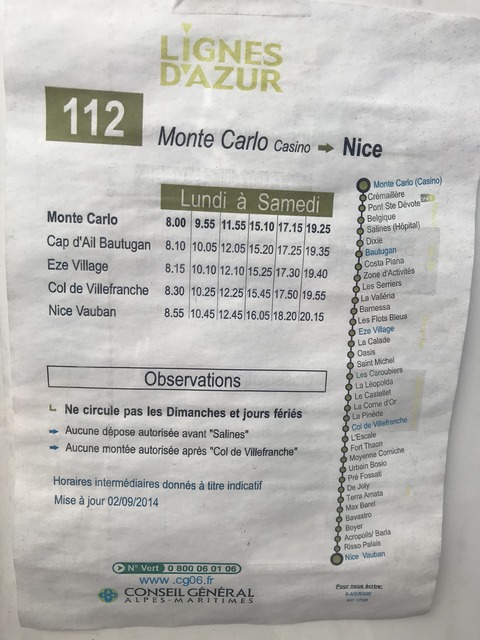 LIGNES
D'AZUR
112
Monte Carlo Casino → Nice
Lundi à Samedi
Monte Carlo 8.00 9.55 11.55 15.10 17.15 19.25
Cap d'Ail Bautugan 8.10 10.05 12.05 15.20 17.25 19.35
Eze Village 8.15 10.10 12.10 15.25 17.30 19.40
Col de Villefranche 8.30 10.25 12.25 15.45 17.50 19.55
Nice Vauban 8.55 10.45 12.45 16.05 18.20 20.15
Observations
Ne circule pas les Dimanches et jours fériés
Aucune dépose autorisée avant "Salines"
Aucune montée autorisée après "Col de Villefranche"
Horaires intermédiaires donnés à titre indicatif
Mise à jour 02/09/2014
N° Vert 0 800 06 01 06
www.cg06.fr
CONSEIL GÉNÉRAL
ALPES-MARITIMES
Monte Carlo (Casino)
Crémaillère
Pont Ste Dévote
Belgique
Salines (Hôpital)
Dixie
Bautugan
Costa Plana
Zone d'Activités
Les Serriers
La Valléria
Barnessa
Les Flots Bleus
Eze Village
La Calade
Oasis
Saint Michel
Les Caroubiers
La Léopolda
Le Castellet
La Corne d'Or
La Pinède
Col de Villefranche
L'Escale
Fort Thaon
Moyenne Corniche
Urbain Bosio
Pré Fossati
De Joly
Terra Amata
Max Barel
Bavastro
Boyer
Acropolis/ Barla
Risso Palais
Nice Vauban
Pour nous écrire: